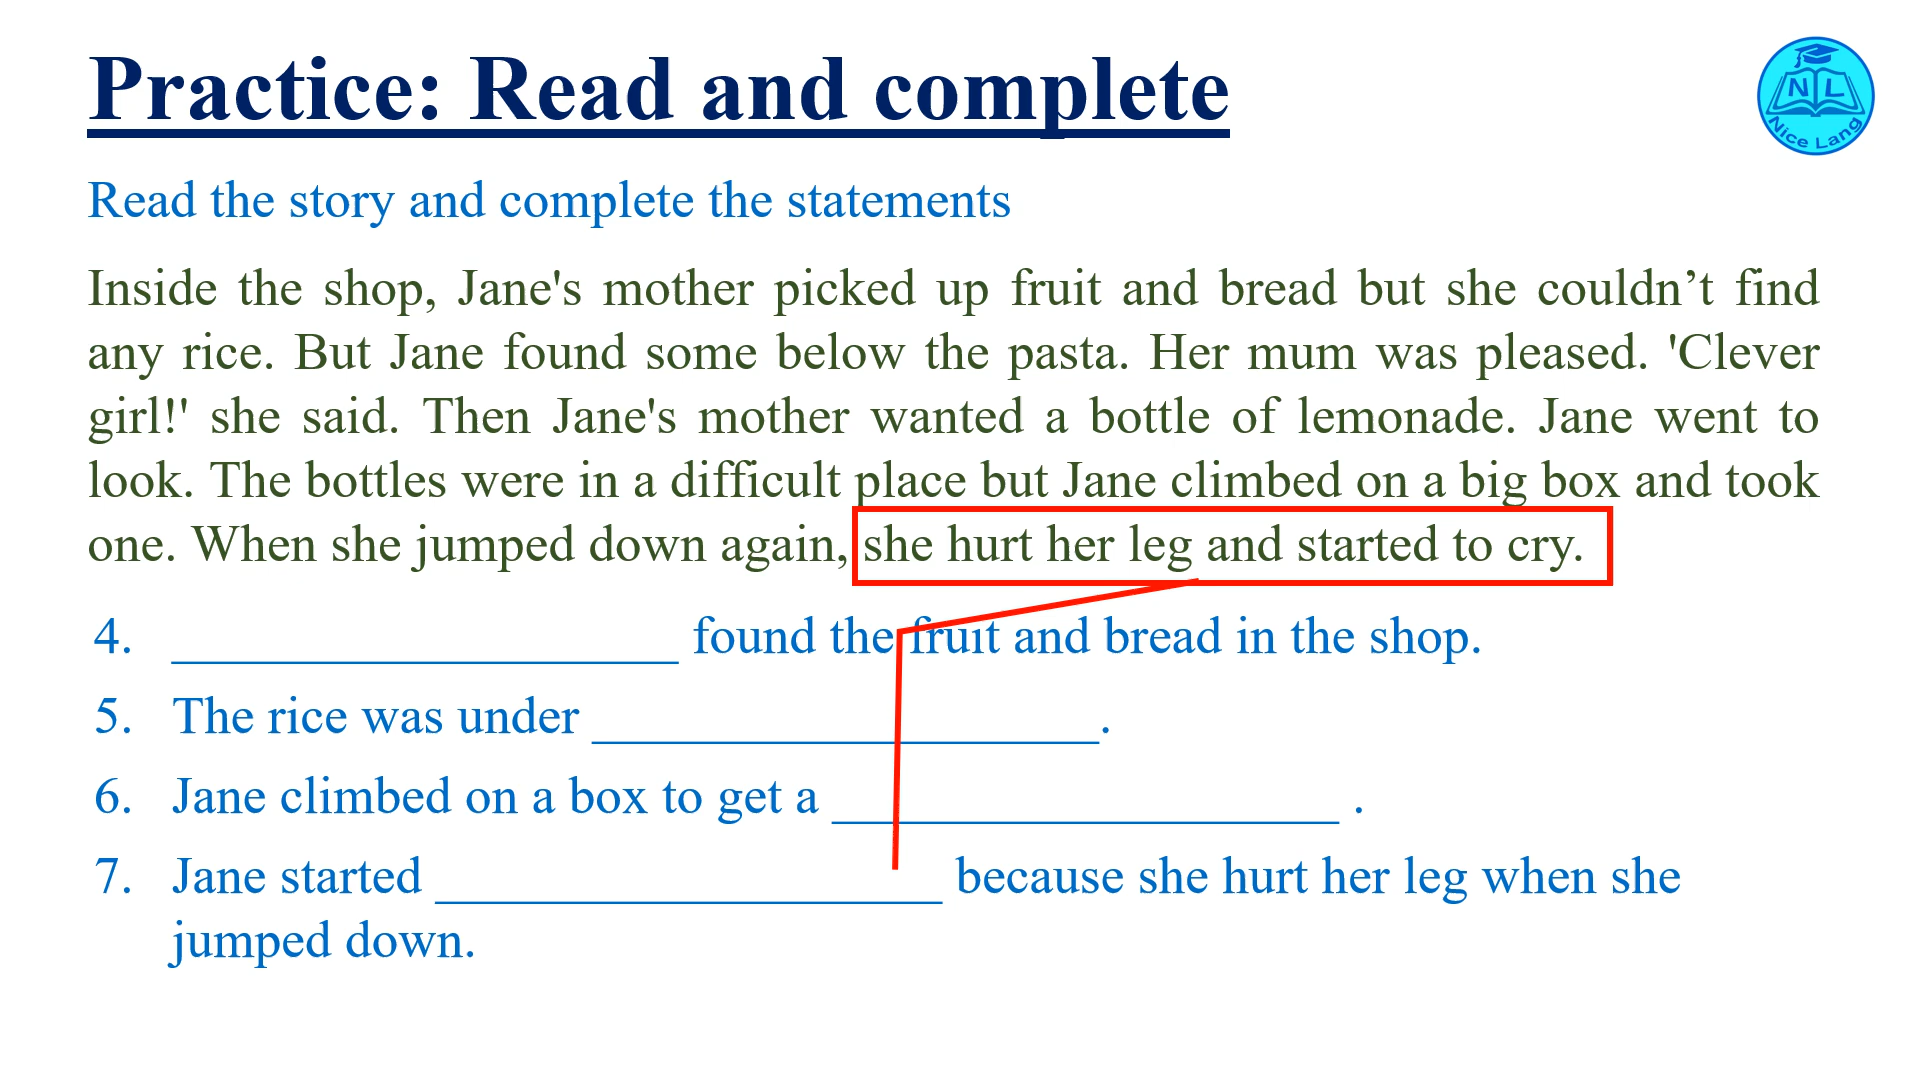 Practice: Read and complete
N L
Nice Lang
Read the story and complete the statements
Inside the shop, Jane's mother picked up fruit and bread but she couldn’t find
any rice. But Jane found some below the pasta. Her mum was pleased. 'Clever
girl!' she said. Then Jane's mother wanted a bottle of lemonade. Jane went to
look. The bottles were in a difficult place but Jane climbed on a big box and took
one. When she jumped down again, she hurt her leg and started to cry.
4. ___________________ found the fruit and bread in the shop.
5. The rice was under ___________________.
6. Jane climbed on a box to get a ___________________ .
7. Jane started ___________________ because she hurt her leg when she
jumped down.